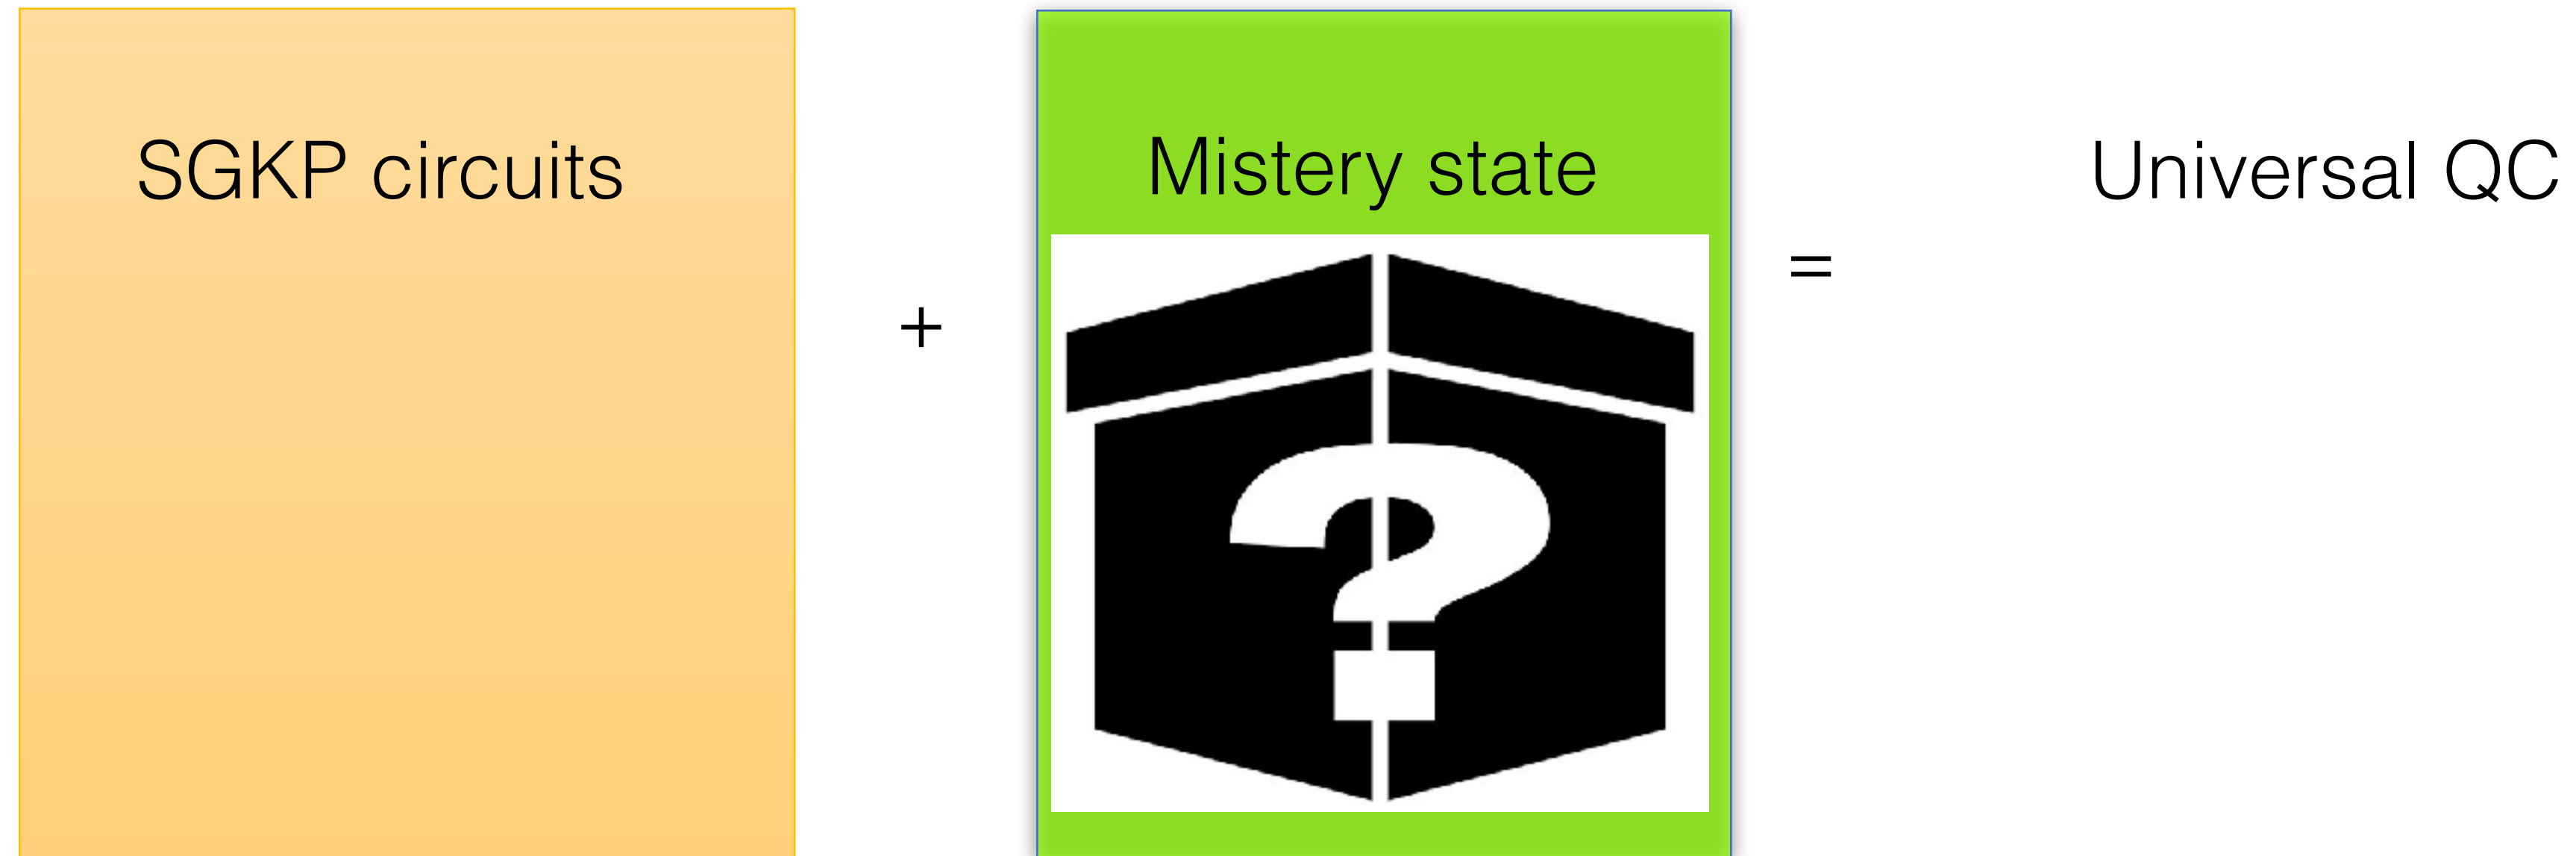 SGKP circuits
+
Mistery state
?
=
Universal QC